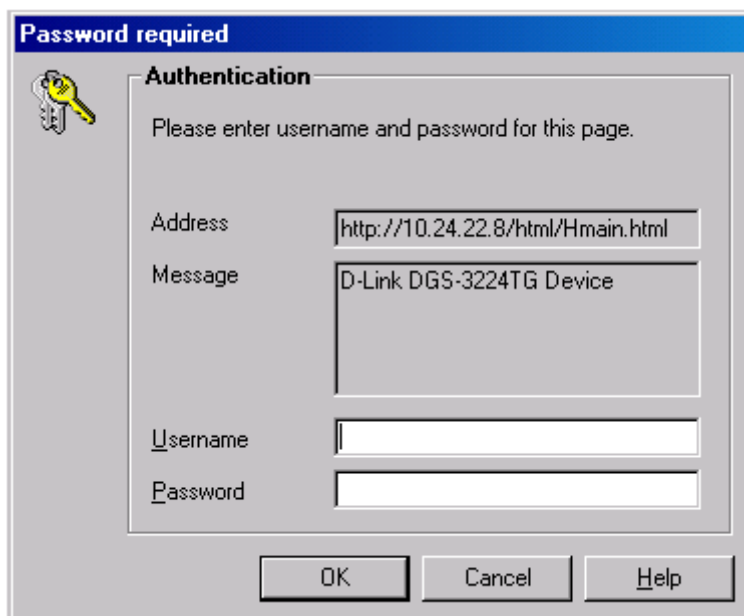 Password required
Authentication
Please enter username and password for this page.
Address http://10.24.22.8/html/Hmain.html
Message D-Link DGS-3224TG Device
Username
Password
OK Cancel Help